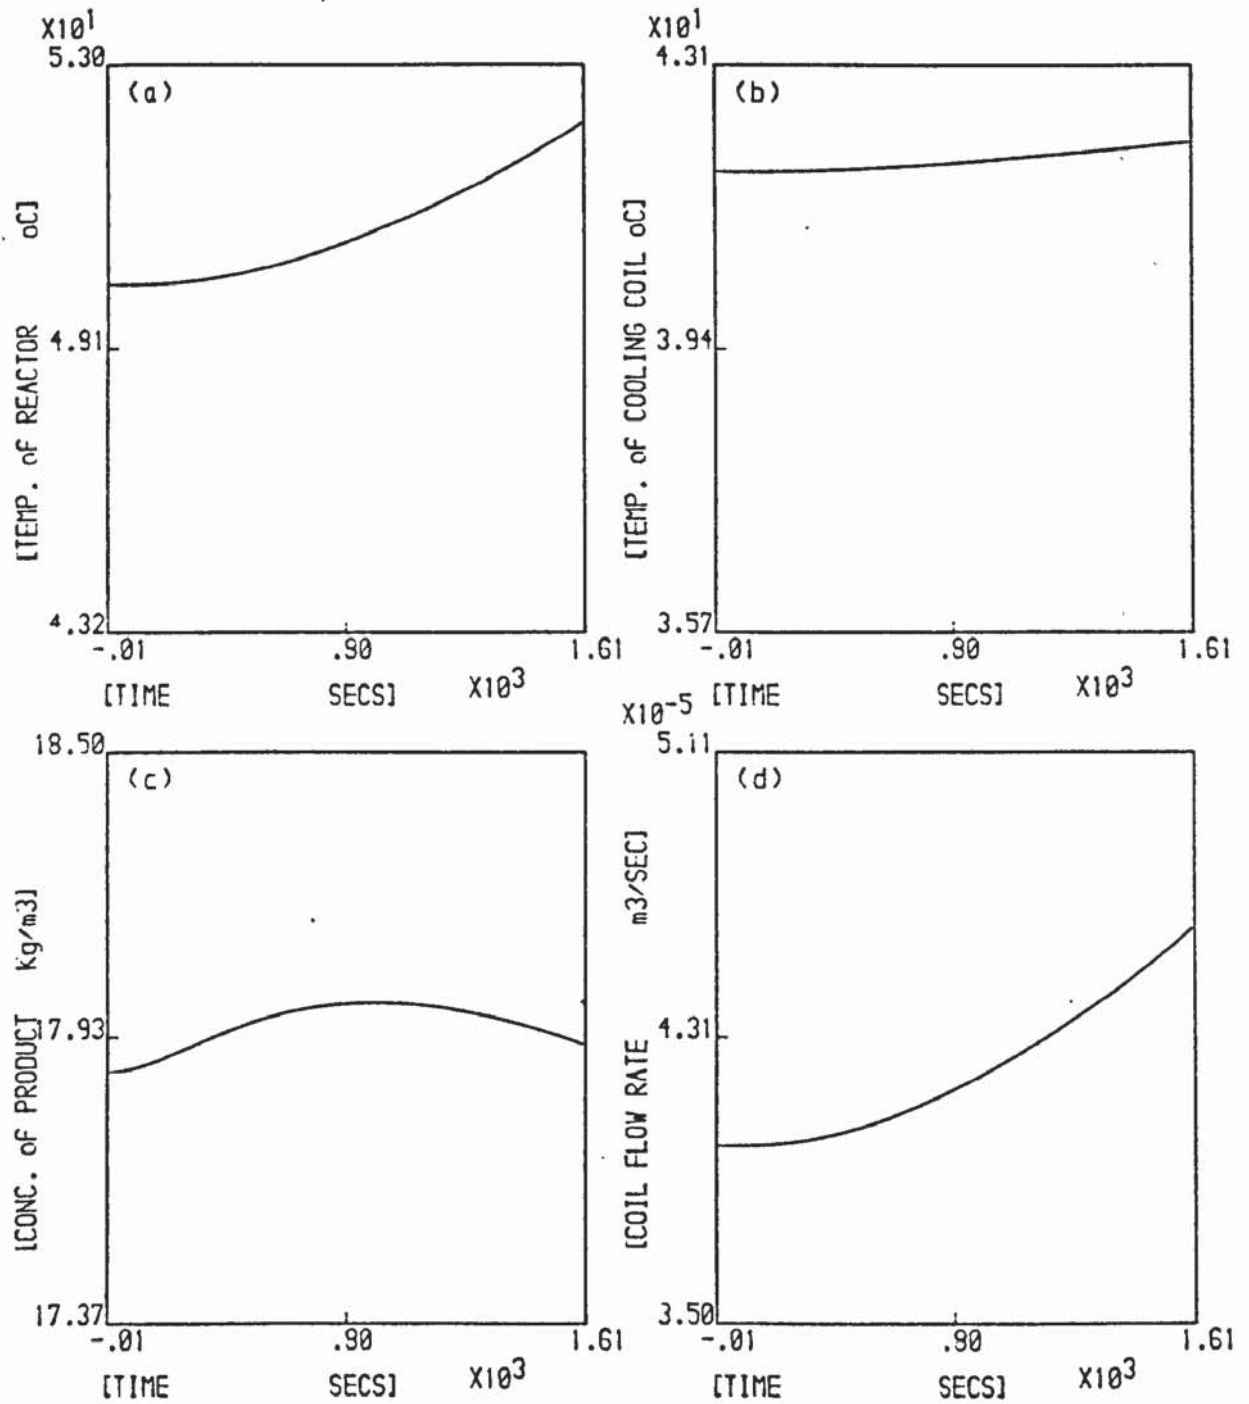 X10¹
5.30
(a)
[TEMP. of REACTOR oC]
4.91
4.32
-.01 .90 1.61
[TIME SECS] X10³
X10¹
4.31
(b)
[TEMP. of COOLING COIL oC]
3.94
3.57
-.01 .90 1.61
[TIME SECS] X10³
18.50
(c)
[CONC. of PRODUCT Kg/m3]
17.93
17.37
-.01 .90 1.61
[TIME SECS] X10³
X10⁻⁵
5.11
(d)
[COIL FLOW RATE m3/SEC]
4.31
3.50
-.01 .90 1.61
[TIME SECS] X10³